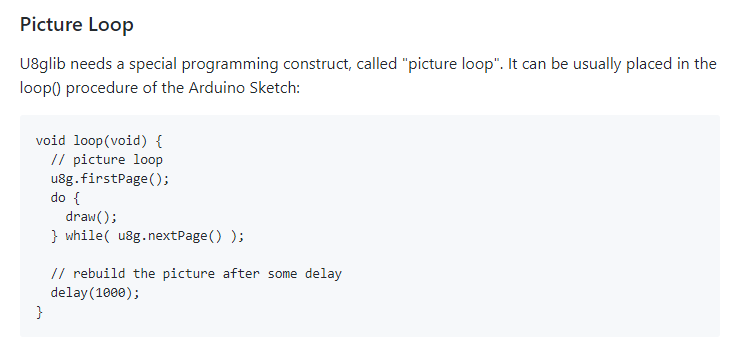 Picture Loop
U8glib needs a special programming construct, called "picture loop". It can be usually placed in the
loop() procedure of the Arduino Sketch:
void loop(void) {
  // picture loop
  u8g.firstPage();
  do {
    draw();
  } while( u8g.nextPage() );
  // rebuild the picture after some delay
  delay(1000);
}